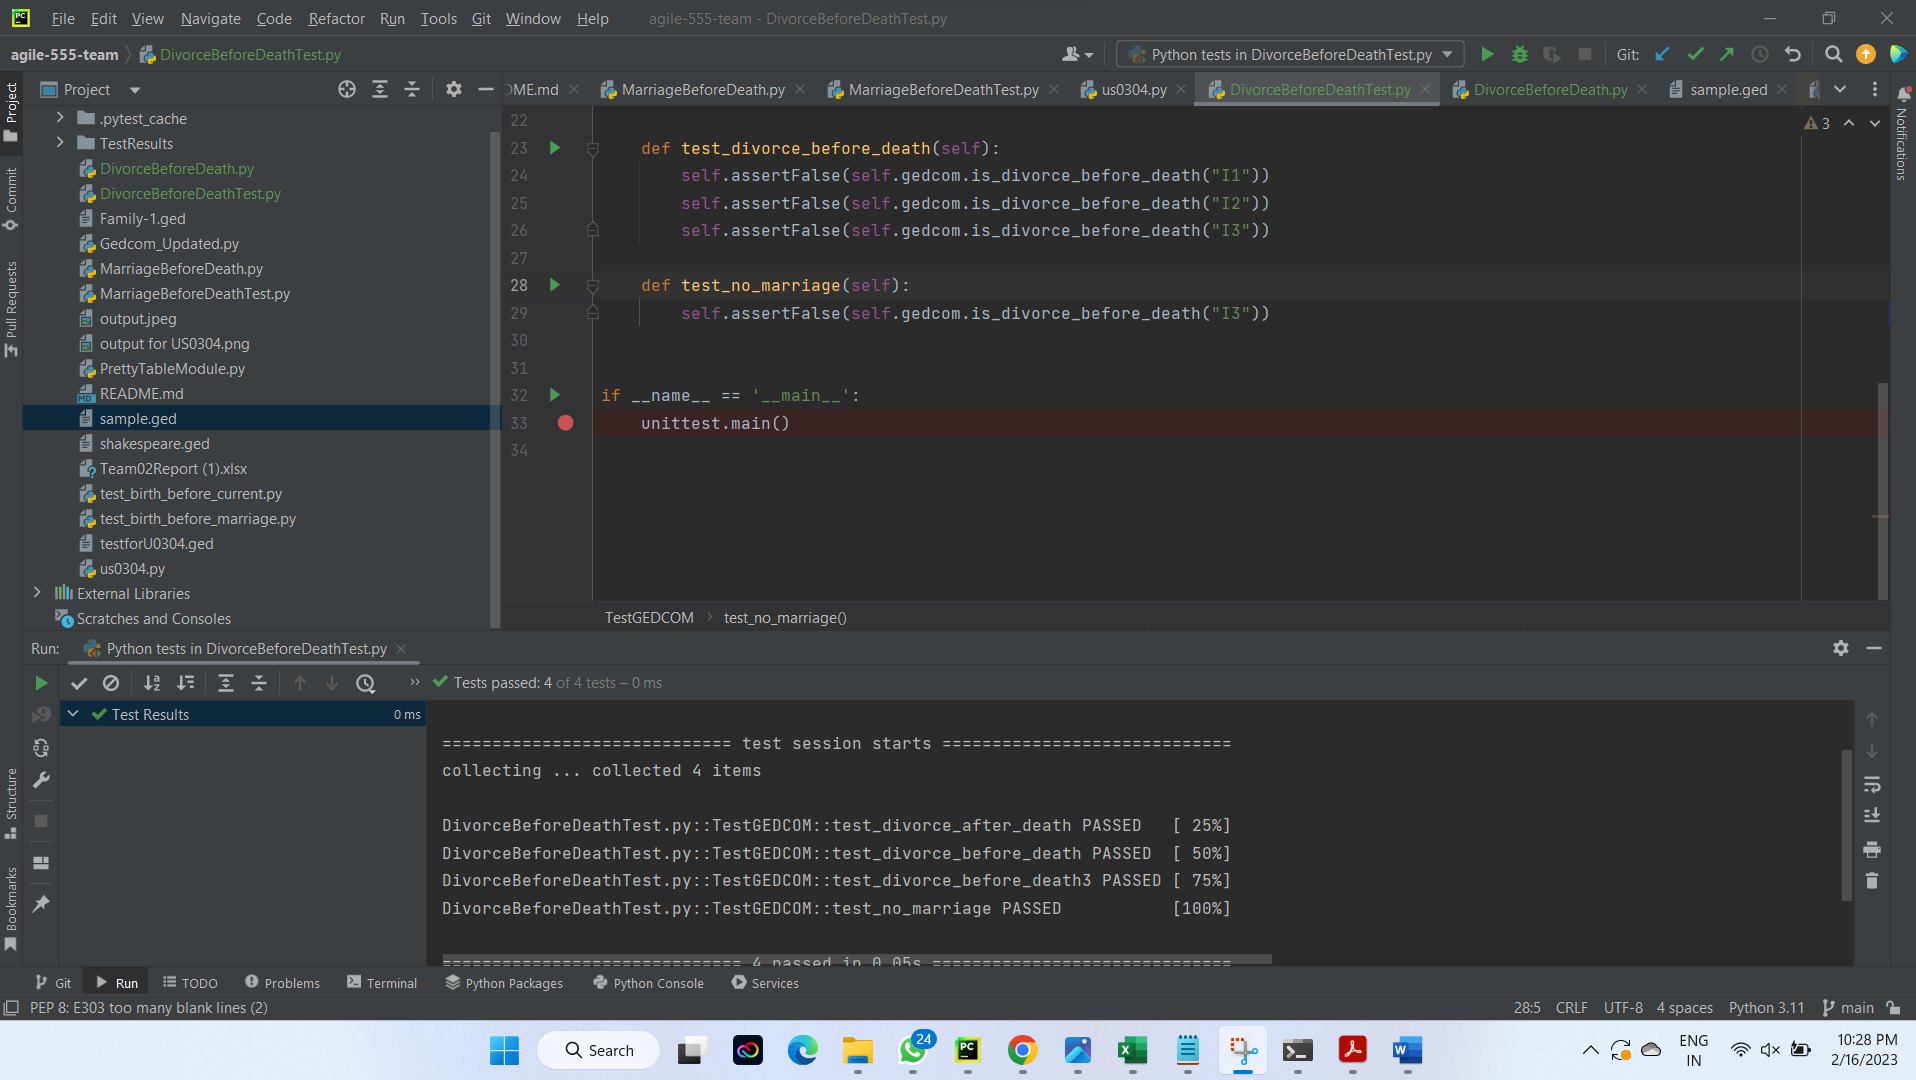 PC File Edit View Navigate Code Refactor Run Tools Git Window Help agile-555-team - DivorceBeforeDeathTest.py
agile-555-team DivorceBeforeDeathTest.py Python tests in DivorceBeforeDeathTest.py Git:
Project
Project
Commit
Pull Requests
Structure
Bookmarks
Notifications
ME.md MarriageBeforeDeath.py MarriageBeforeDeathTest.py us0304.py DivorceBeforeDeathTest.py DivorceBeforeDeath.py sample.ged
.pytest_cache
TestResults
DivorceBeforeDeath.py
DivorceBeforeDeathTest.py
Family-1.ged
Gedcom_Updated.py
MarriageBeforeDeath.py
MarriageBeforeDeathTest.py
output.jpeg
output for US0304.png
PrettyTableModule.py
README.md
sample.ged
shakespeare.ged
Team02Report (1).xlsx
test_birth_before_current.py
test_birth_before_marriage.py
testforU0304.ged
us0304.py
External Libraries
Scratches and Consoles
3
22
23 def test_divorce_before_death(self):
24 self.assertFalse(self.gedcom.is_divorce_before_death("I1"))
25 self.assertFalse(self.gedcom.is_divorce_before_death("I2"))
26 self.assertFalse(self.gedcom.is_divorce_before_death("I3"))
27
28 def test_no_marriage(self):
29 self.assertFalse(self.gedcom.is_divorce_before_death("I3"))
30
31
32 if __name__ == '__main__':
33 unittest.main()
34
TestGEDCOM test_no_marriage()
Run: Python tests in DivorceBeforeDeathTest.py
Tests passed: 4 of 4 tests – 0 ms
Test Results 0 ms
============================= test session starts =============================
collecting ... collected 4 items
DivorceBeforeDeathTest.py::TestGEDCOM::test_divorce_after_death PASSED [ 25%]
DivorceBeforeDeathTest.py::TestGEDCOM::test_divorce_before_death PASSED [ 50%]
DivorceBeforeDeathTest.py::TestGEDCOM::test_divorce_before_death3 PASSED [ 75%]
DivorceBeforeDeathTest.py::TestGEDCOM::test_no_marriage PASSED [100%]
============================== 4 passed in 0.05s ==============================
Git Run TODO Problems Terminal Python Packages Python Console Services
PEP 8: E303 too many blank lines (2) 28:5 CRLF UTF-8 4 spaces Python 3.11 main
Search 24 PC
ENG
IN
10:28 PM
2/16/2023